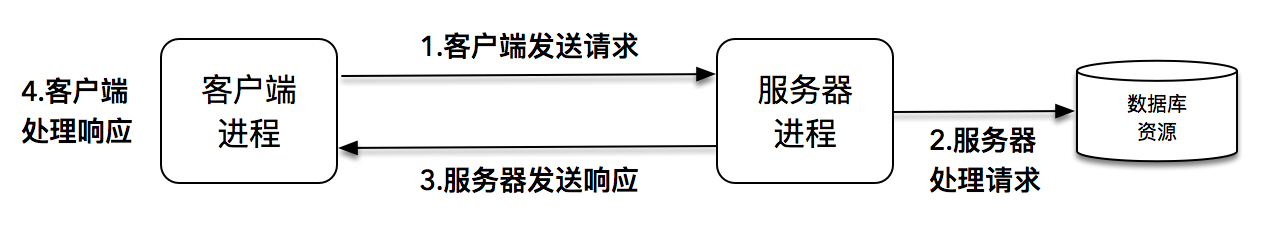 1.客户端发送请求
4.客户端
处理响应
客户端
进程
服务器
进程
数据库
资源
2.服务器
处理请求
3.服务器发送响应